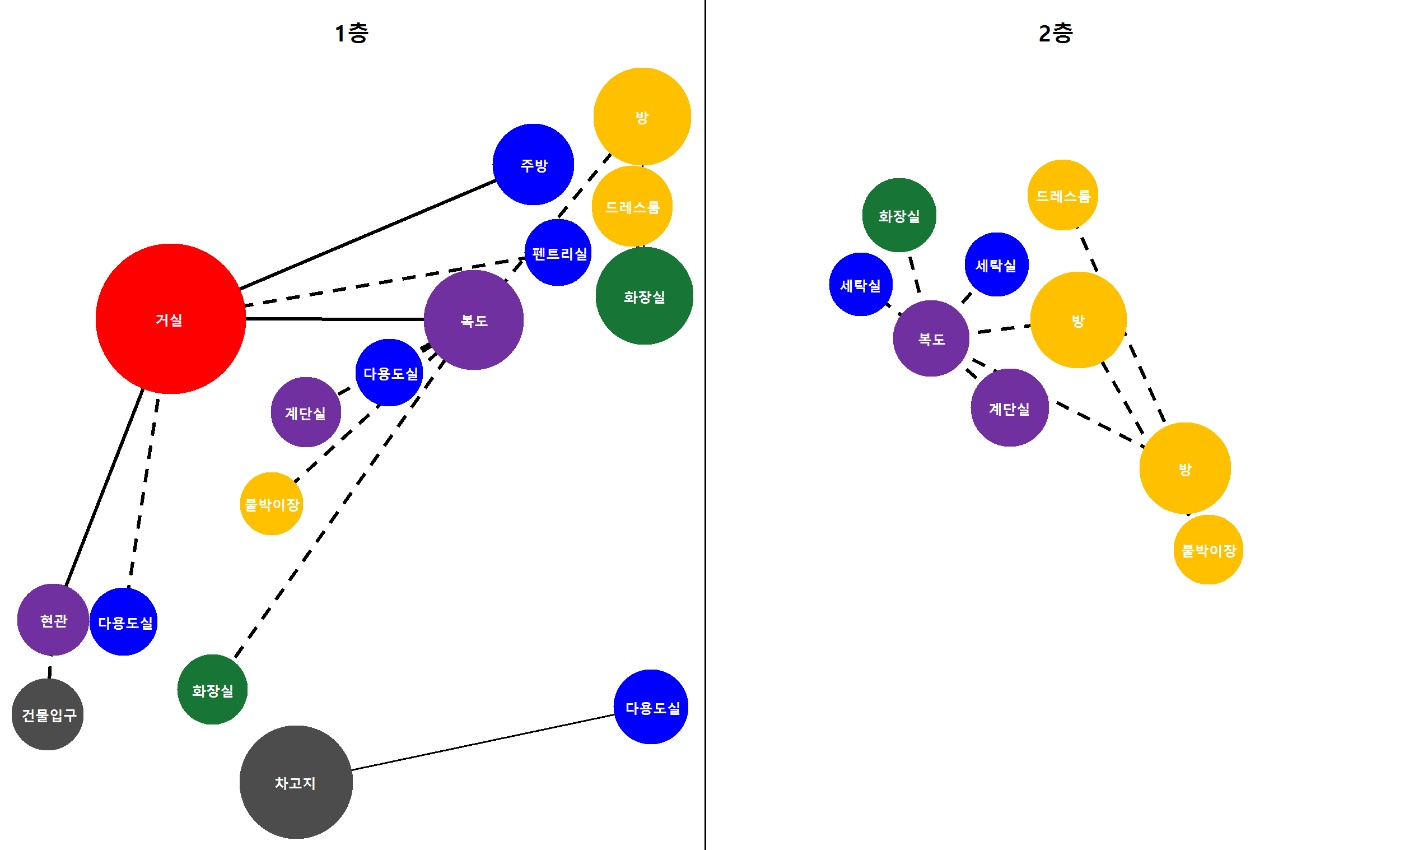 1층
2층
방
주방
드레스룸
펜트리실
화장실
거실
복도
다용도실
계단실
붙박이장
현관
다용도실
화장실
건물입구
다용도실
차고지
드레스룸
화장실
세탁실
세탁실
방
복도
계단실
방
붙박이장